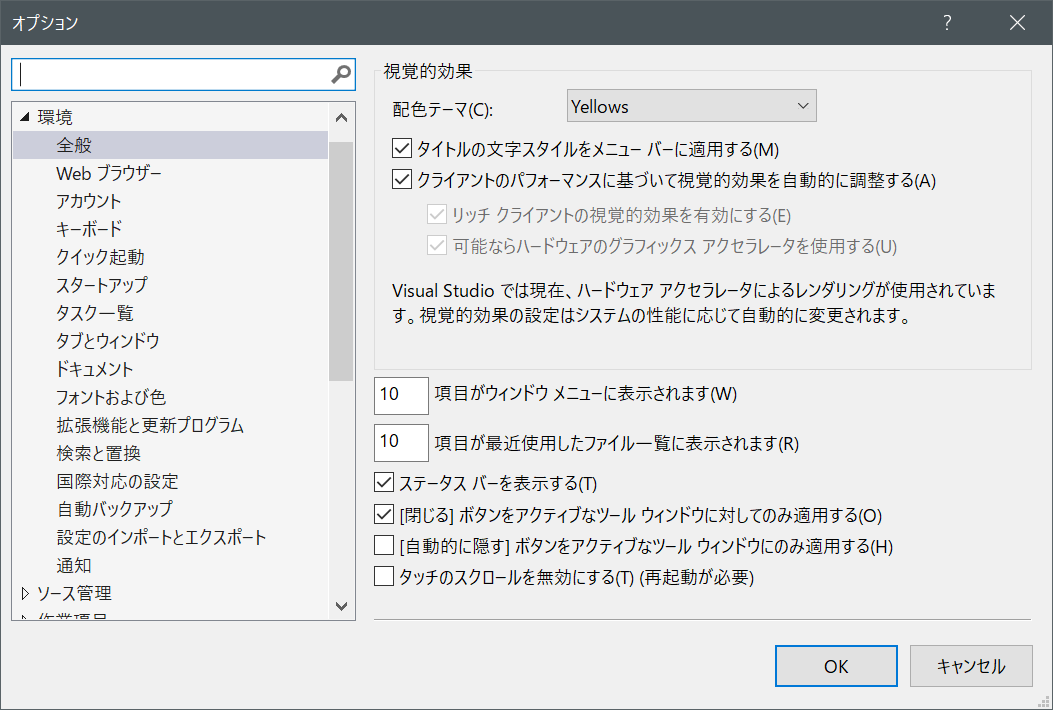 オプション
?
環境
全般
Web ブラウザー
アカウント
キーボード
クイック起動
スタートアップ
タスク一覧
タブとウィンドウ
ドキュメント
フォントおよび色
拡張機能と更新プログラム
検索と置換
国際対応の設定
自動バックアップ
設定のインポートとエクスポート
通知
ソース管理
作業項目
視覚的効果
配色テーマ(C):
Yellows
タイトルの文字スタイルをメニュー バーに適用する(M)
クライアントのパフォーマンスに基づいて視覚的効果を自動的に調整する(A)
リッチ クライアントの視覚的効果を有効にする(E)
可能ならハードウェアのグラフィックス アクセラレータを使用する(U)
Visual Studio では現在、ハードウェア アクセラレータによるレンダリングが使用されていま
す。視覚的効果の設定はシステムの性能に応じて自動的に変更されます。
10 項目がウィンドウ メニューに表示されます(W)
10 項目が最近使用したファイル一覧に表示されます(R)
ステータス バーを表示する(T)
[閉じる] ボタンをアクティブなツール ウィンドウに対してのみ適用する(O)
[自動的に隠す] ボタンをアクティブなツール ウィンドウにのみ適用する(H)
タッチのスクロールを無効にする(T) (再起動が必要)
OK
キャンセル